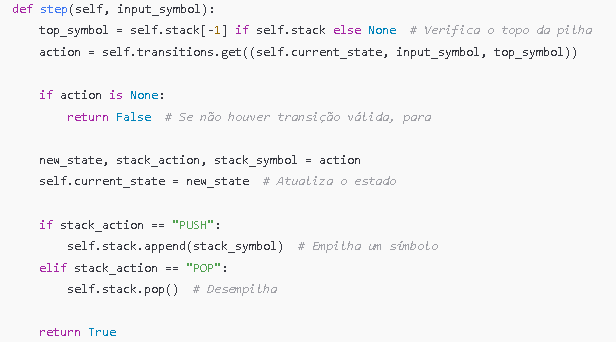 def step(self, input_symbol):
    top_symbol = self.stack[-1] if self.stack else None  # Verifica o topo da pilha
    action = self.transitions.get((self.current_state, input_symbol, top_symbol))

    if action is None:
        return False  # Se não houver transição válida, para

    new_state, stack_action, stack_symbol = action
    self.current_state = new_state  # Atualiza o estado

    if stack_action == "PUSH":
        self.stack.append(stack_symbol)  # Empilha um símbolo
    elif stack_action == "POP":
        self.stack.pop()  # Desempilha

    return True